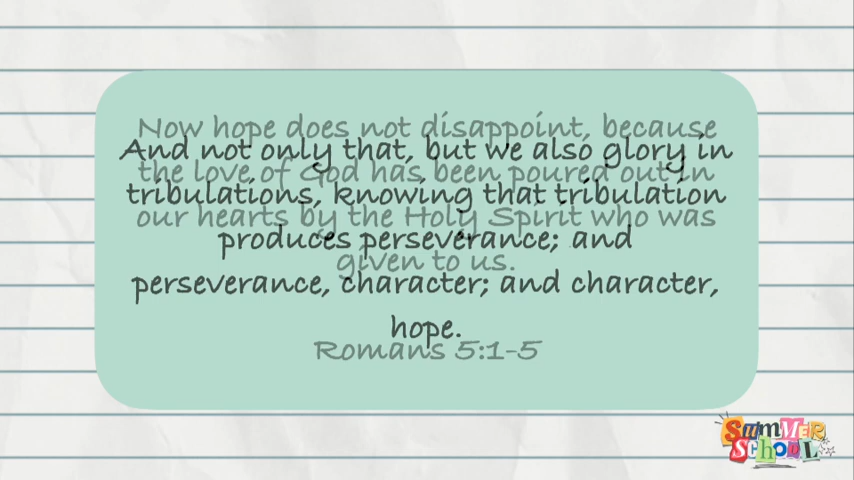 Now hope does not disappoint, because
And not only that, but we also glory in
the love of God has been poured out in
tribulations, knowing that tribulation
our hearts by the Holy Spirit who was
produces perseverance; and
given to us.
perseverance, character; and character,
hope.
Romans 5:1-5
SUMMER
SCHOOL